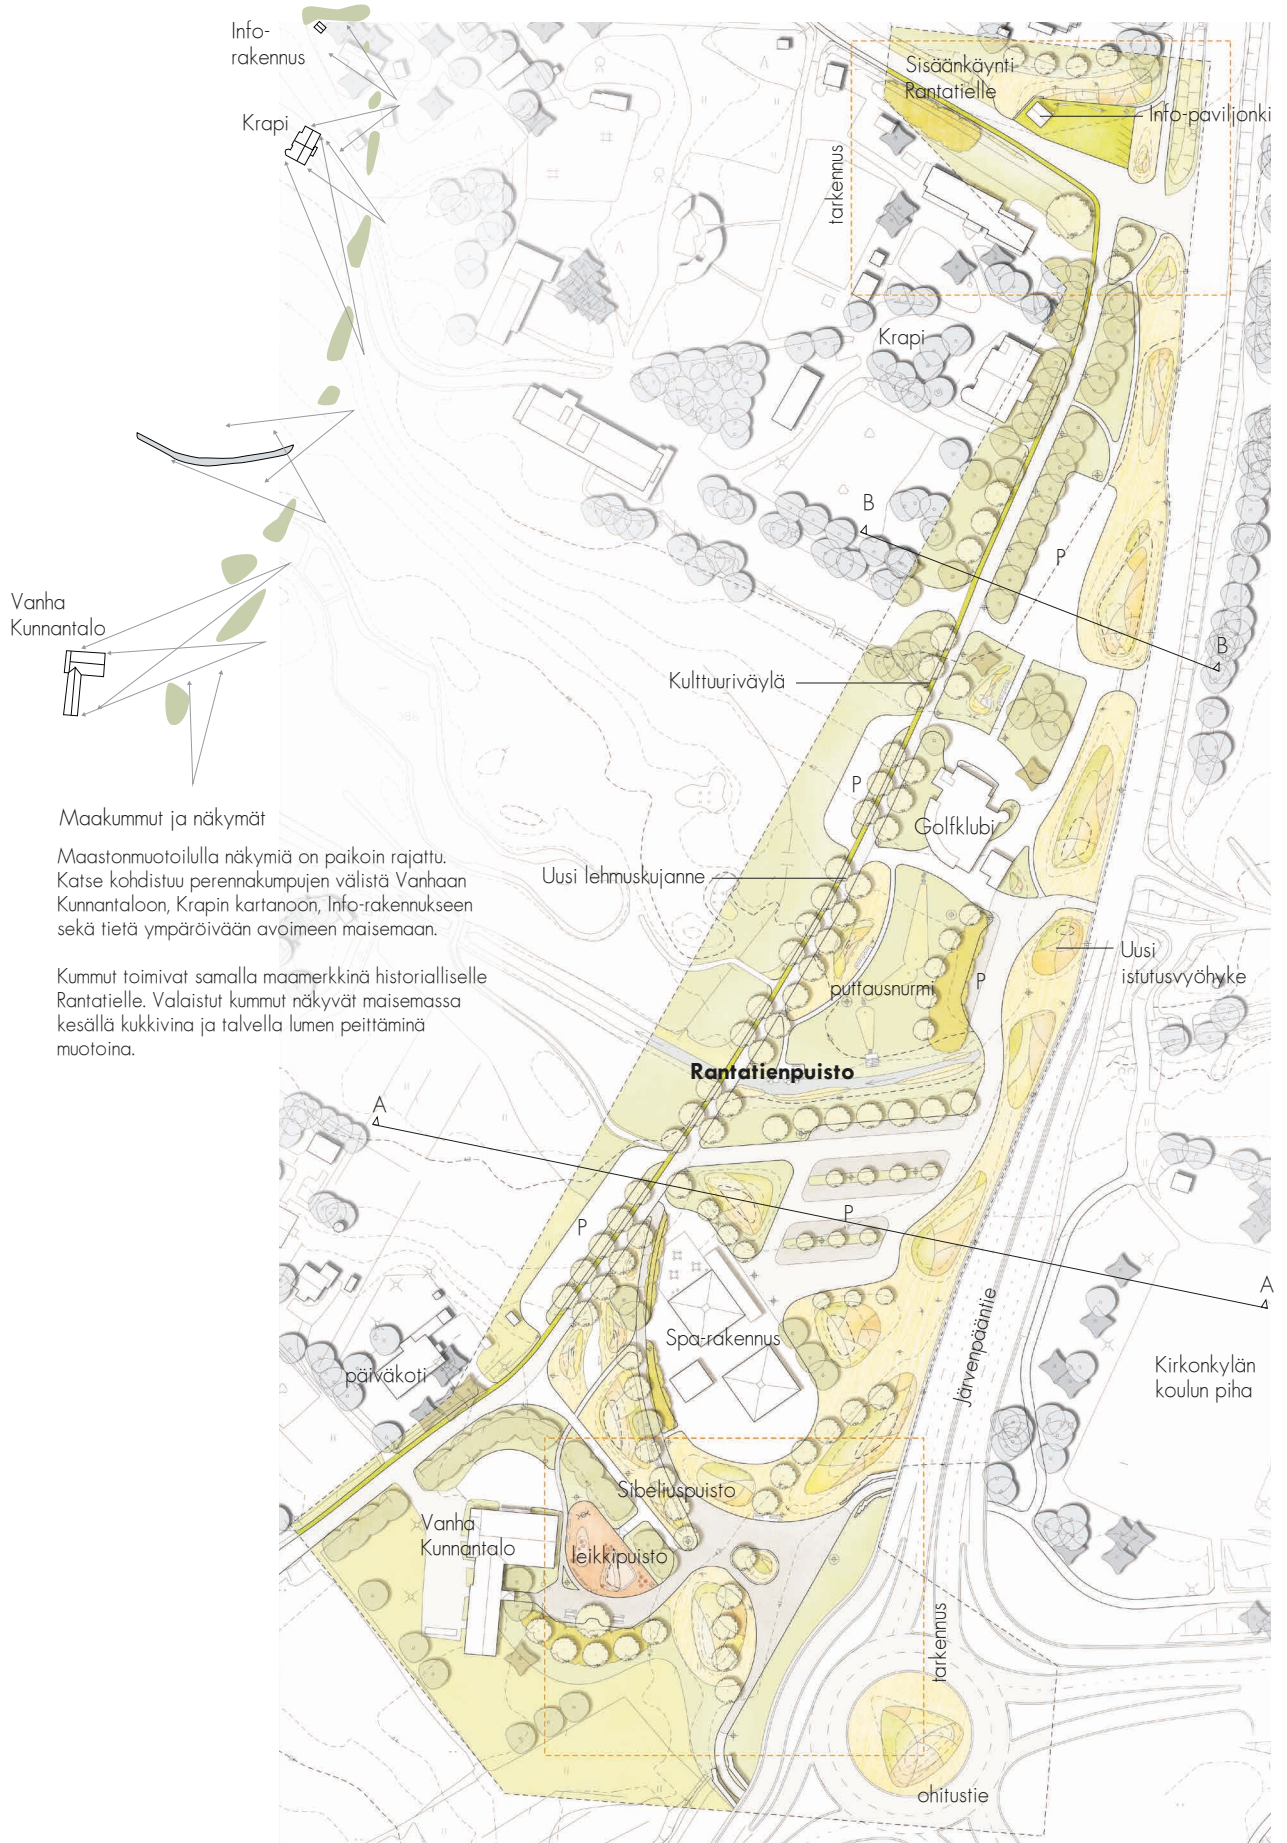 Info-
rakennus
Krapi
Vanha
Kunnantalo
Maakummut ja näkymät
Maastonmuotoilulla näkymiä on paikoin rajattu.
Katse kohdistuu perennakumpujen välistä Vanhaan
Kunnantaloon, Krapin kartanoon, Info-rakennukseen
sekä tietä ympäröivään avoimeen maisemaan.
Kummut toimivat samalla maamerkkinä historialliselle
Rantatielle. Valaistut kummut näkyvät maisemassa
kesällä kukkivina ja talvella lumen peittäminä
muotoina.
Sisäänkäynti
Rantatielle
Info-paviljonki
tarkennus
Krapi
B
P
B
Kulttuuriväylä
P
Golfklubi
Uusi lehmuskujanne
Uusi
istutusvyöhyke
puttausnurmi
P
Rantatienpuisto
A
P
P
A
Spa-rakennus
Järvenpääntie
Kirkonkylän
koulun piha
päiväkoti
Sibeliuspuisto
Vanha
Kunnantalo
leikkipuisto
tarkennus
ohitustie